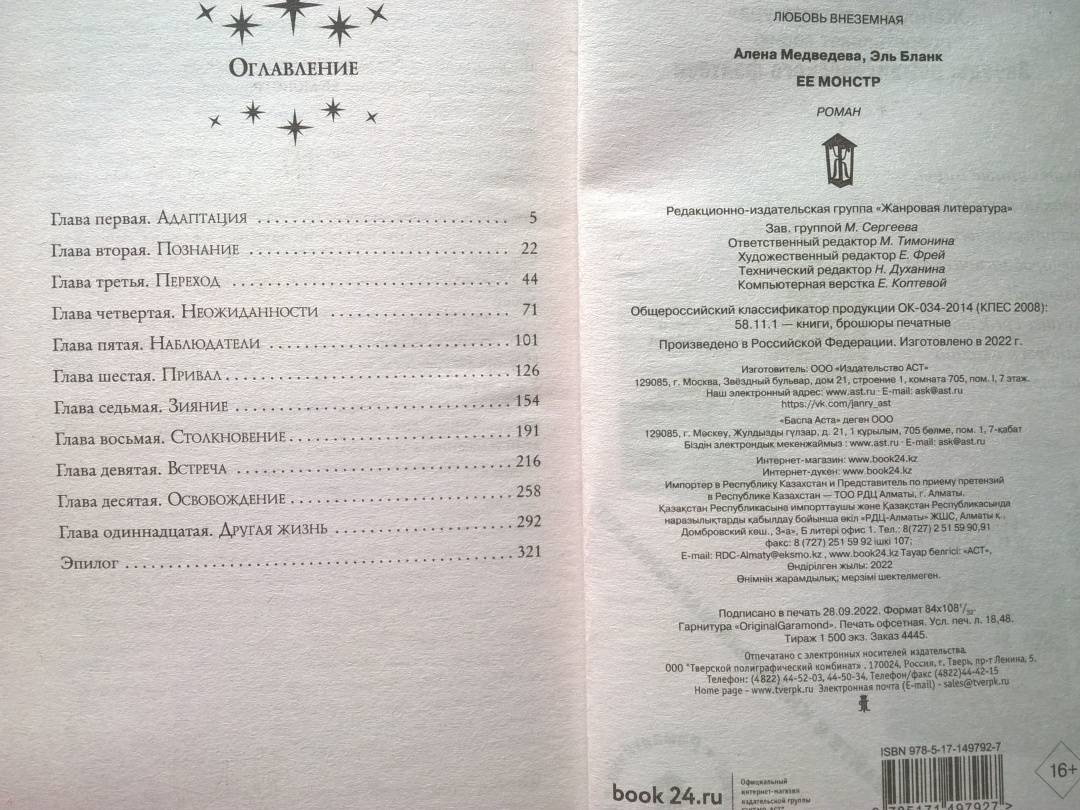 Оглавление
Глава первая. Адаптация 5
Глава вторая. Познание 22
Глава третья. Переход 44
Глава четвертая. Неожиданности 71
Глава пятая. Наблюдатели 101
Глава шестая. Привал 126
Глава седьмая. Зияние 154
Глава восьмая. Столкновение 191
Глава девятая. Встреча 216
Глава десятая. Освобождение 258
Глава одиннадцатая. Другая жизнь 292
Эпилог 321
ЛЮБОВЬ ВНЕЗЕМНАЯ
Алена Медведева, Эль Бланк
ЕЕ МОНСТР
РОМАН
Редакционно-издательская группа «Жанровая литература»
Зав. группой М. Сергеева
Ответственный редактор М. Тимонина
Художественный редактор Е. Фрей
Технический редактор Н. Духанина
Компьютерная верстка Е. Коптевой
Общероссийский классификатор продукции ОК-034-2014 (КПЕС 2008):
58.11.1 — книги, брошюры печатные
Произведено в Российской Федерации. Изготовлено в 2022 г.
Изготовитель: ООО «Издательство АСТ»
129085, г. Москва, Звёздный бульвар, дом 21, строение 1, комната 705, пом. I, 7 этаж.
Наш электронный адрес: www.ast.ru · E-mail: ask@ast.ru
https://vk.com/janry_ast
«Баспа Аста» деген ООО
129085, г. Мәскеу, Жулдызды гүлзар, д. 21, 1 құрылым, 705 бөлме, пом. 1, 7-қабат
Біздін электрондык мекенжаймыз : www.ast.ru · E-mail: ask@ast.ru
Интернет-магазин: www.book24.kz
Интернет-дүкен: www.book24.kz
Импортер в Республику Казахстан и Представитель по приему претензий
в Республике Казахстан — ТОО РДЦ Алматы, г. Алматы.
Қазақстан Республикасына импорттаушы және Қазақстан Республикасында
наразылықтарды қабылдау бойынша өкіл «РДЦ-Алматы» ЖШС, Алматы қ.,
Домбровский көш., 3«а», Б литері офис 1. Тел.: 8(727) 2 51 59 90,91
факс: 8 (727) 251 59 92 ішкі 107;
E-mail: RDC-Almaty@eksmo.kz , www.book24.kz Тауар белгісі: «АСТ»,
Өндірілген жылы: 2022
Өнімнін жарамдылык; мерзімі шектелмеген.
Подписано в печать 28.09.2022. Формат 84х108 1/32.
Гарнитура «OriginalGaramond». Печать офсетная. Усл. печ. л. 18,48.
Тираж 1 500 экз. Заказ 4445.
Отпечатано с электронных носителей издательства.
ООО "Тверской полиграфический комбинат" . 170024, Россия, г. Тверь, пр-т Ленина, 5.
Телефон: (4822) 44-52-03, 44-50-34, Телефон/факс (4822)44-42-15
Home page - www.tverpk.ru Электронная почта (E-mail) - sales@tverpk.ru
ISBN 978-5-17-149792-7
16+
book 24.ru
Официальный
интернет-магазин
издательской группы